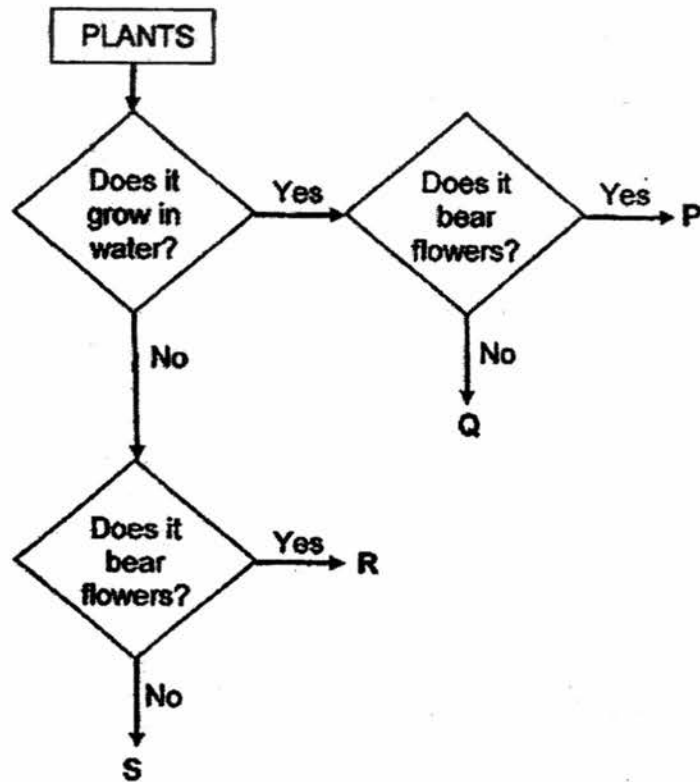 PLANTS
Does it
grow in
water?
Yes
Does it
bear
flowers?
Yes
P
No
Q
No
Does it
bear
flowers?
Yes
R
No
S